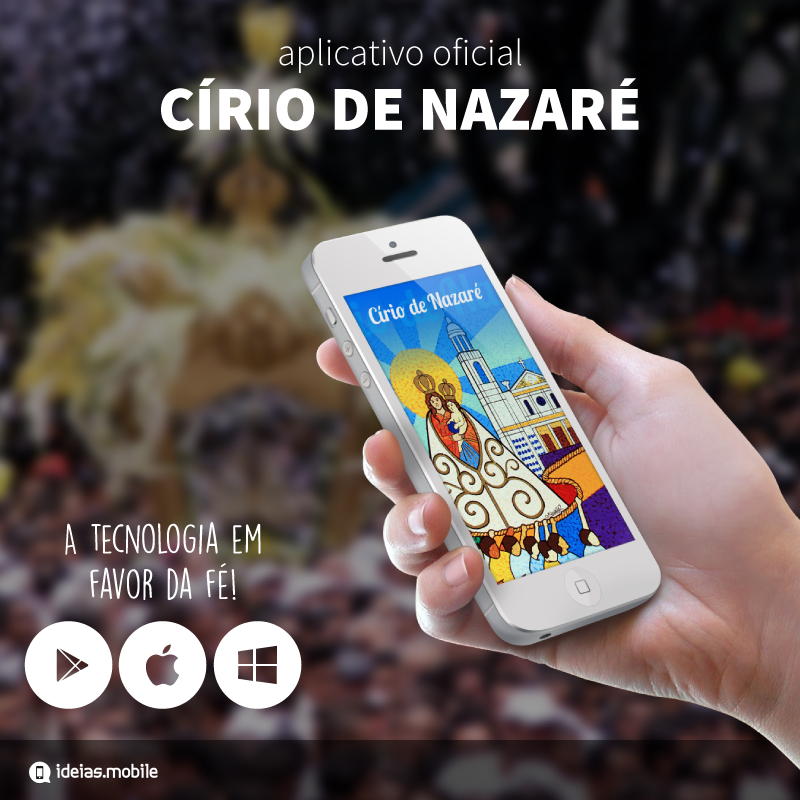 aplicativo oficial
CÍRIO DE NAZARÉ
Círio de Nazaré
A TECNOLOGIA EM
FAVOR DA FÉ!
ideias.mobile